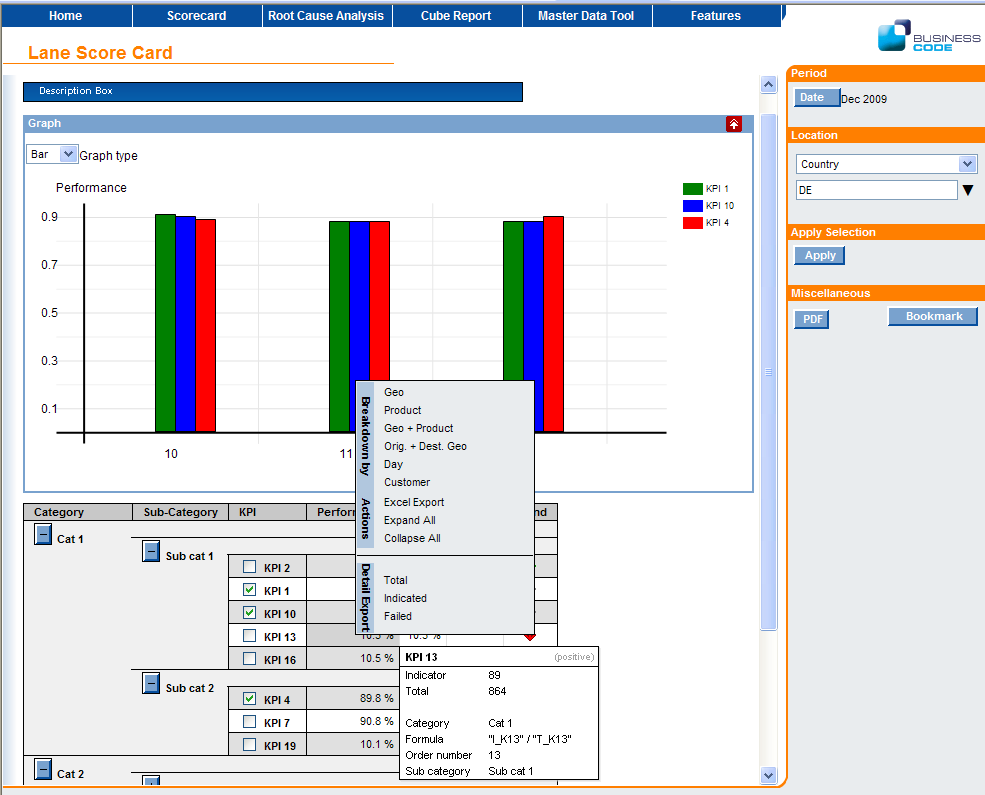 Home Scorecard Root Cause Analysis Cube Report Master Data Tool Features
BUSINESS
CODE
Lane Score Card
Description Box
Graph
Bar Graph type
Performance
0.9
0.7
0.5
0.3
0.1
10 11
KPI 1
KPI 10
KPI 4
Period
Date Dec 2009
Location
Country
DE
Apply Selection
Apply
Miscellaneous
PDF Bookmark
Breakdown by
Geo
Product
Geo + Product
Orig. + Dest. Geo
Day
Customer
Actions
Excel Export
Expand All
Collapse All
Detail Export
Total
Indicated
Failed
Category Sub-Category KPI Perfor nd
Cat 1
Sub cat 1
KPI 2
KPI 1
KPI 10
KPI 13 10.3 % 10.5 %
KPI 16 10.5 %
Sub cat 2
KPI 4 89.8 %
KPI 7 90.8 %
KPI 19 10.1 %
Cat 2
KPI 13 (positive)
Indicator 89
Total 864
Category Cat 1
Formula "I_K13" / "T_K13"
Order number 13
Sub category Sub cat 1